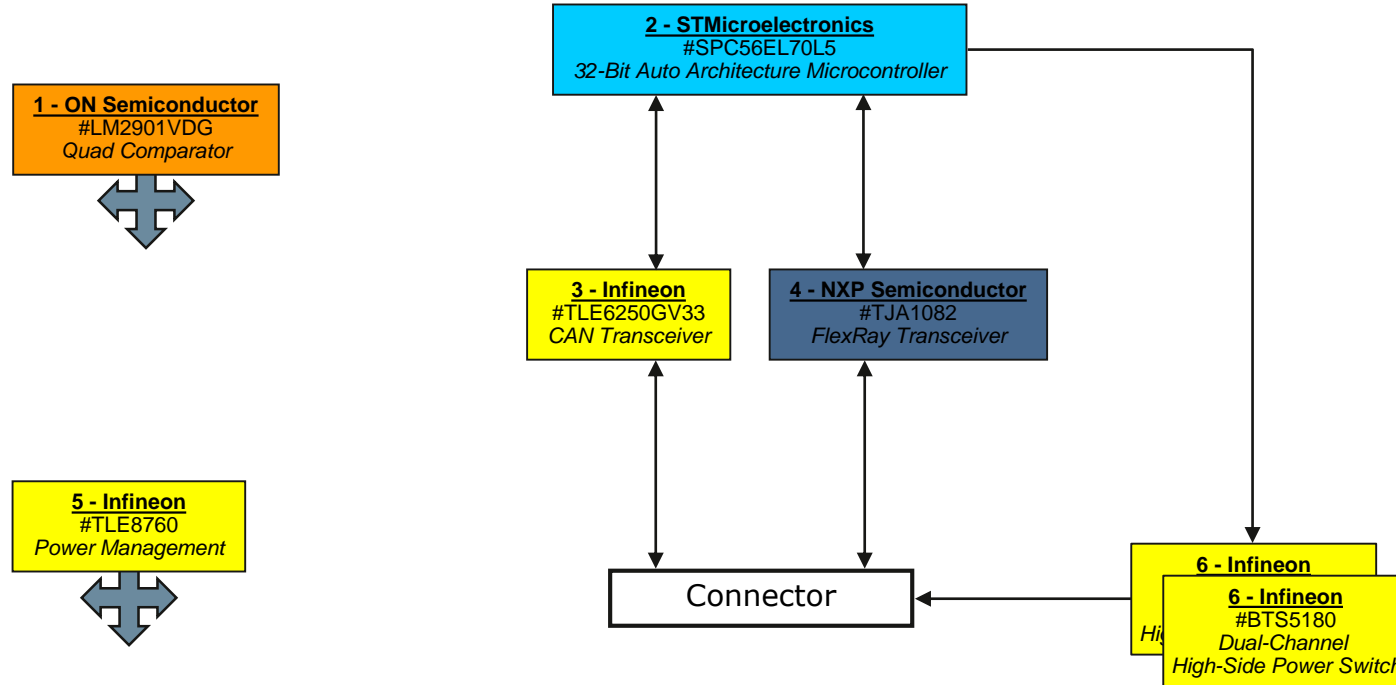 2 - STMicroelectronics
#SPC56EL70L5
32-Bit Auto Architecture Microcontroller
1 - ON Semiconductor
#LM2901VDG
Quad Comparator
3 - Infineon
#TLE6250GV33
CAN Transceiver
4 - NXP Semiconductor
#TJA1082
FlexRay Transceiver
5 - Infineon
#TLE8760
Power Management
Connector
6 - Infineon
6 - Infineon
#BTS5180
Dual-Channel
High-Side Power Switch